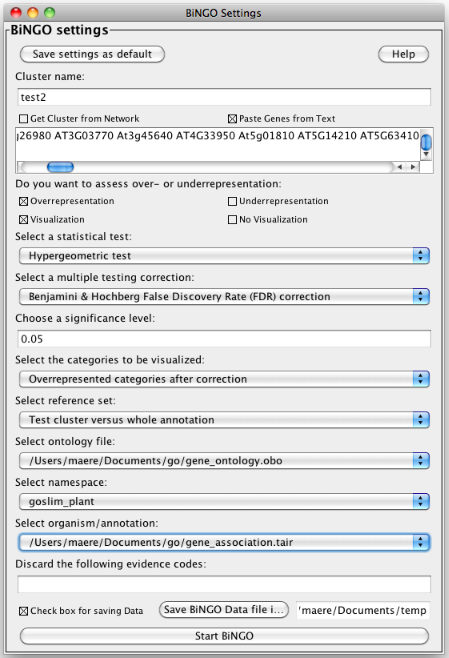 BiNGO Settings
BiNGO settings
Save settings as default
Help
Cluster name:
test2
Get Cluster from Network
Paste Genes from Text
g26980 AT3G03770 At3g45640 AT4G33950 At5g01810 AT5G14210 AT5G63410
Do you want to assess over- or underrepresentation:
Overrepresentation
Underrepresentation
Visualization
No Visualization
Select a statistical test:
Hypergeometric test
Select a multiple testing correction:
Benjamini & Hochberg False Discovery Rate (FDR) correction
Choose a significance level:
0.05
Select the categories to be visualized:
Overrepresented categories after correction
Select reference set:
Test cluster versus whole annotation
Select ontology file:
/Users/maere/Documents/go/gene_ontology.obo
Select namespace:
goslim_plant
Select organism/annotation:
/Users/maere/Documents/go/gene_association.tair
Discard the following evidence codes:
Check box for saving Data
Save BiNGO Data file i...
/maere/Documents/temp
Start BiNGO